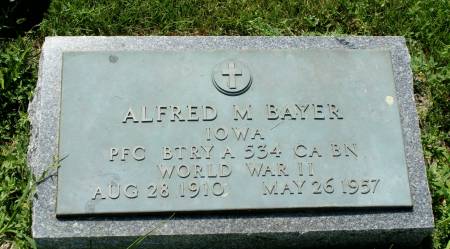 ALFRED M BAYER
IOWA
PFC BTRY A 534 CA BN
WORLD WAR II
AUG 28 1910 MAY 26 1957